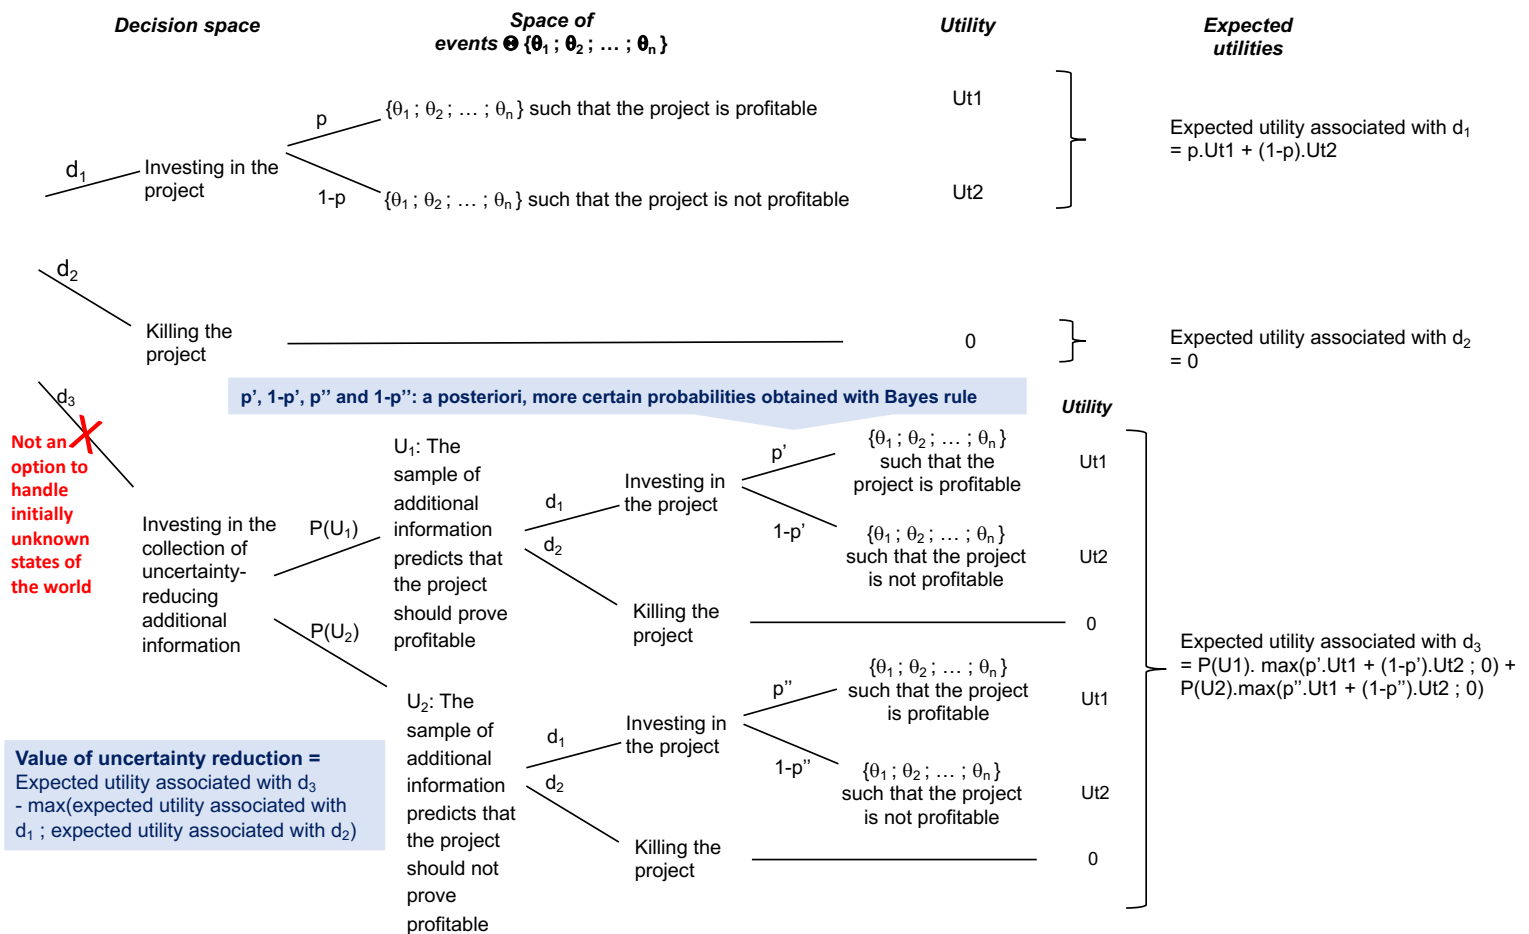 Decision space
Space of
events Θ {θ1 ; θ2 ; … ; θn }
Utility
Expected
utilities
d1
Investing in the
project
p
{θ1 ; θ2 ; … ; θn } such that the project is profitable
Ut1
1-p
{θ1 ; θ2 ; … ; θn } such that the project is not profitable
Ut2
Expected utility associated with d1
= p.Ut1 + (1-p).Ut2
d2
Killing the
project
0
Expected utility associated with d2
= 0
d3
Not an
option to
handle
initially
unknown
states of
the world
p’, 1-p’, p’’ and 1-p’’: a posteriori, more certain probabilities obtained with Bayes rule
Utility
Investing in the
collection of
uncertainty-
reducing
additional
information
P(U1)
P(U2)
U1: The
sample of
additional
information
predicts that
the project
should prove
profitable
d1
d2
Investing in
the project
p’
1-p’
{θ1 ; θ2 ; … ; θn }
such that the
project is profitable
Ut1
{θ1 ; θ2 ; … ; θn }
such that the project
is not profitable
Ut2
Killing the
project
0
U2: The
sample of
additional
information
predicts that
the project
should not
prove
profitable
d1
d2
Investing in
the project
p’’
1-p’’
{θ1 ; θ2 ; … ; θn }
such that the project
is profitable
Ut1
{θ1 ; θ2 ; … ; θn }
such that the project
is not profitable
Ut2
Killing the
project
0
Expected utility associated with d3
= P(U1). max(p’.Ut1 + (1-p’).Ut2 ; 0) +
P(U2).max(p’’.Ut1 + (1-p’’).Ut2 ; 0)
Value of uncertainty reduction =
Expected utility associated with d3
- max(expected utility associated with
d1 ; expected utility associated with d2)